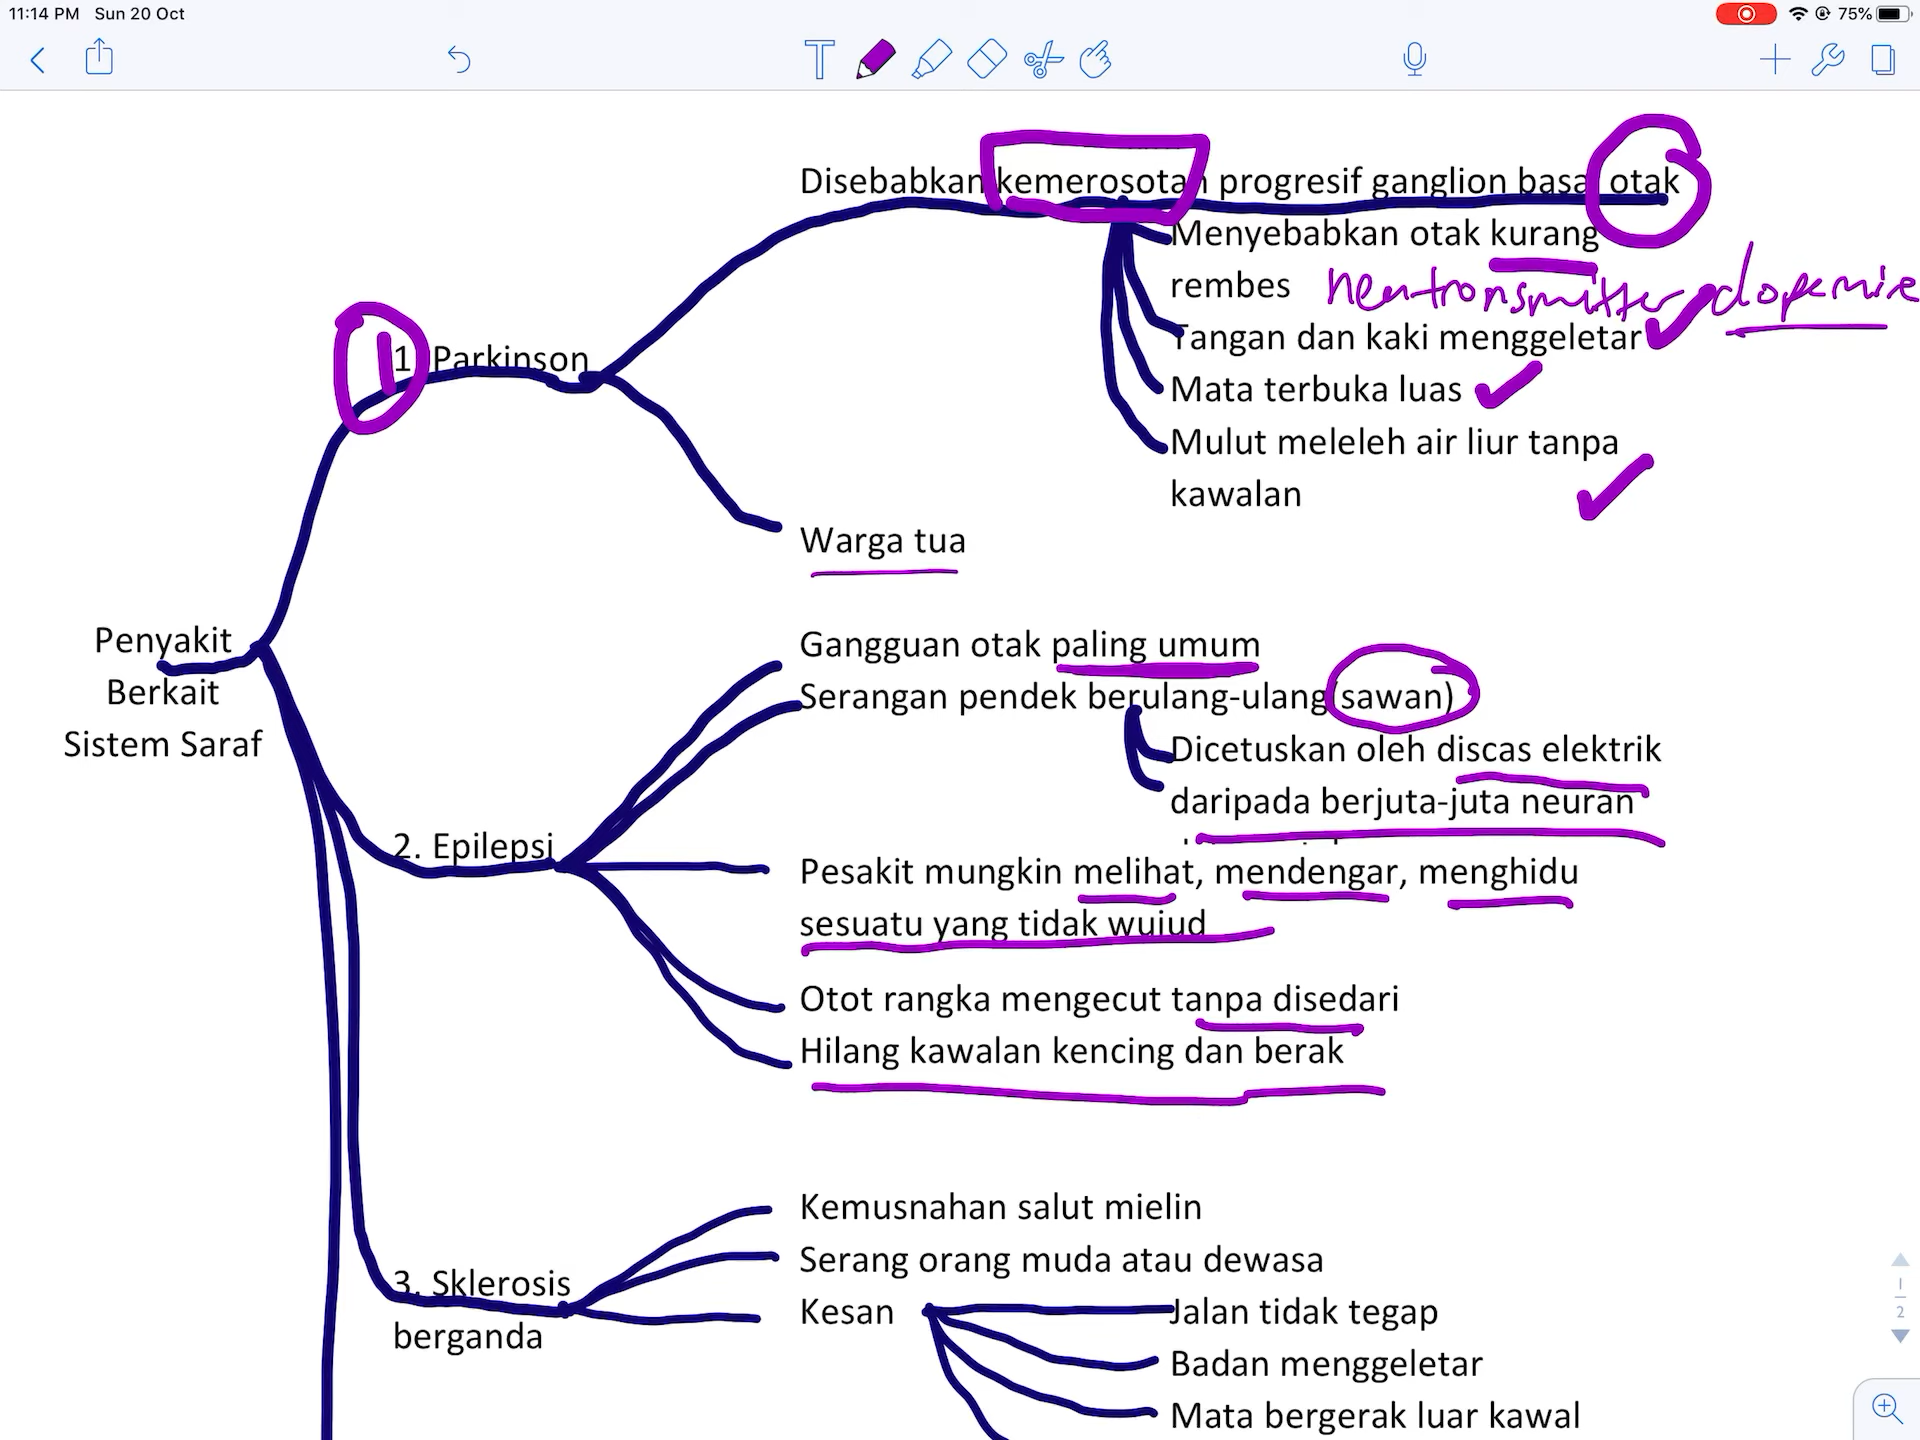 11:14 PM Sun 20 Oct
75%
Disebabkan kemerosotan progresif ganglion basal otak
Menyebabkan otak kurang
rembes neurotransmitter dopamine
Tangan dan kaki menggeletar
Mata terbuka luas
Mulut meleleh air liur tanpa
kawalan
1. Parkinson
1
Warga tua
Penyakit
Berkait
Sistem Saraf
Gangguan otak paling umum
Serangan pendek berulang-ulang (sawan)
Dicetuskan oleh discas elektrik
daripada berjuta-juta neuran
2. Epilepsi
Pesakit mungkin melihat, mendengar, menghidu
sesuatu yang tidak wujud
Otot rangka mengecut tanpa disedari
Hilang kawalan kencing dan berak
Kemusnahan salut mielin
Serang orang muda atau dewasa
3. Sklerosis
berganda
Kesan
Jalan tidak tegap
Badan menggeletar
Mata bergerak luar kawal
1
2